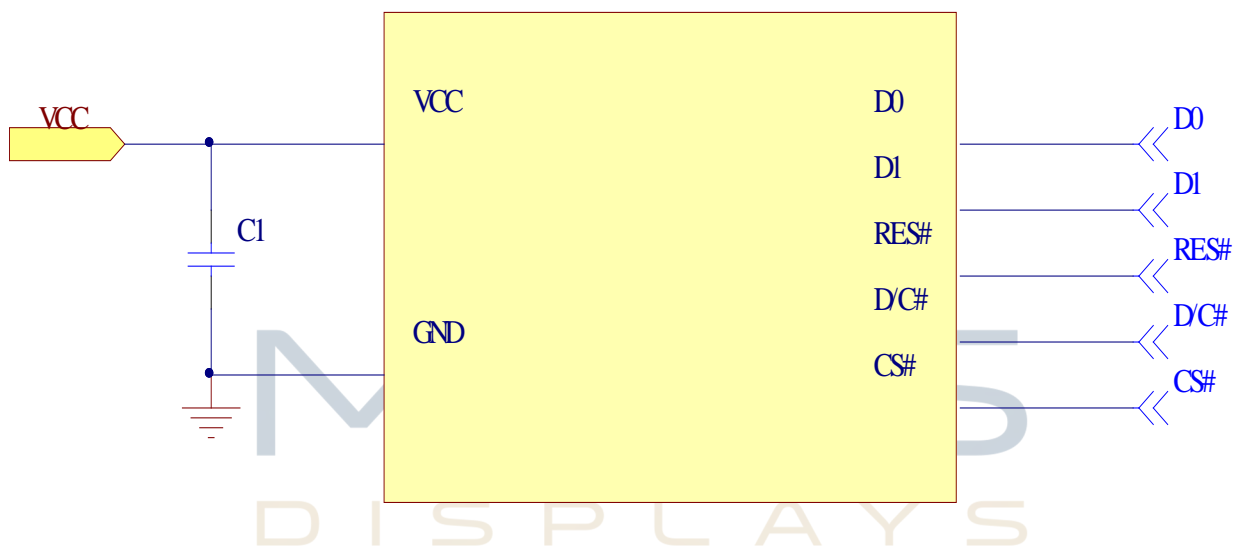 VCC
VCC
D0
D0
D1
D1
C1
RES#
RES#
GND
D/C#
D/C#
CS#
CS#
DISPLAYS